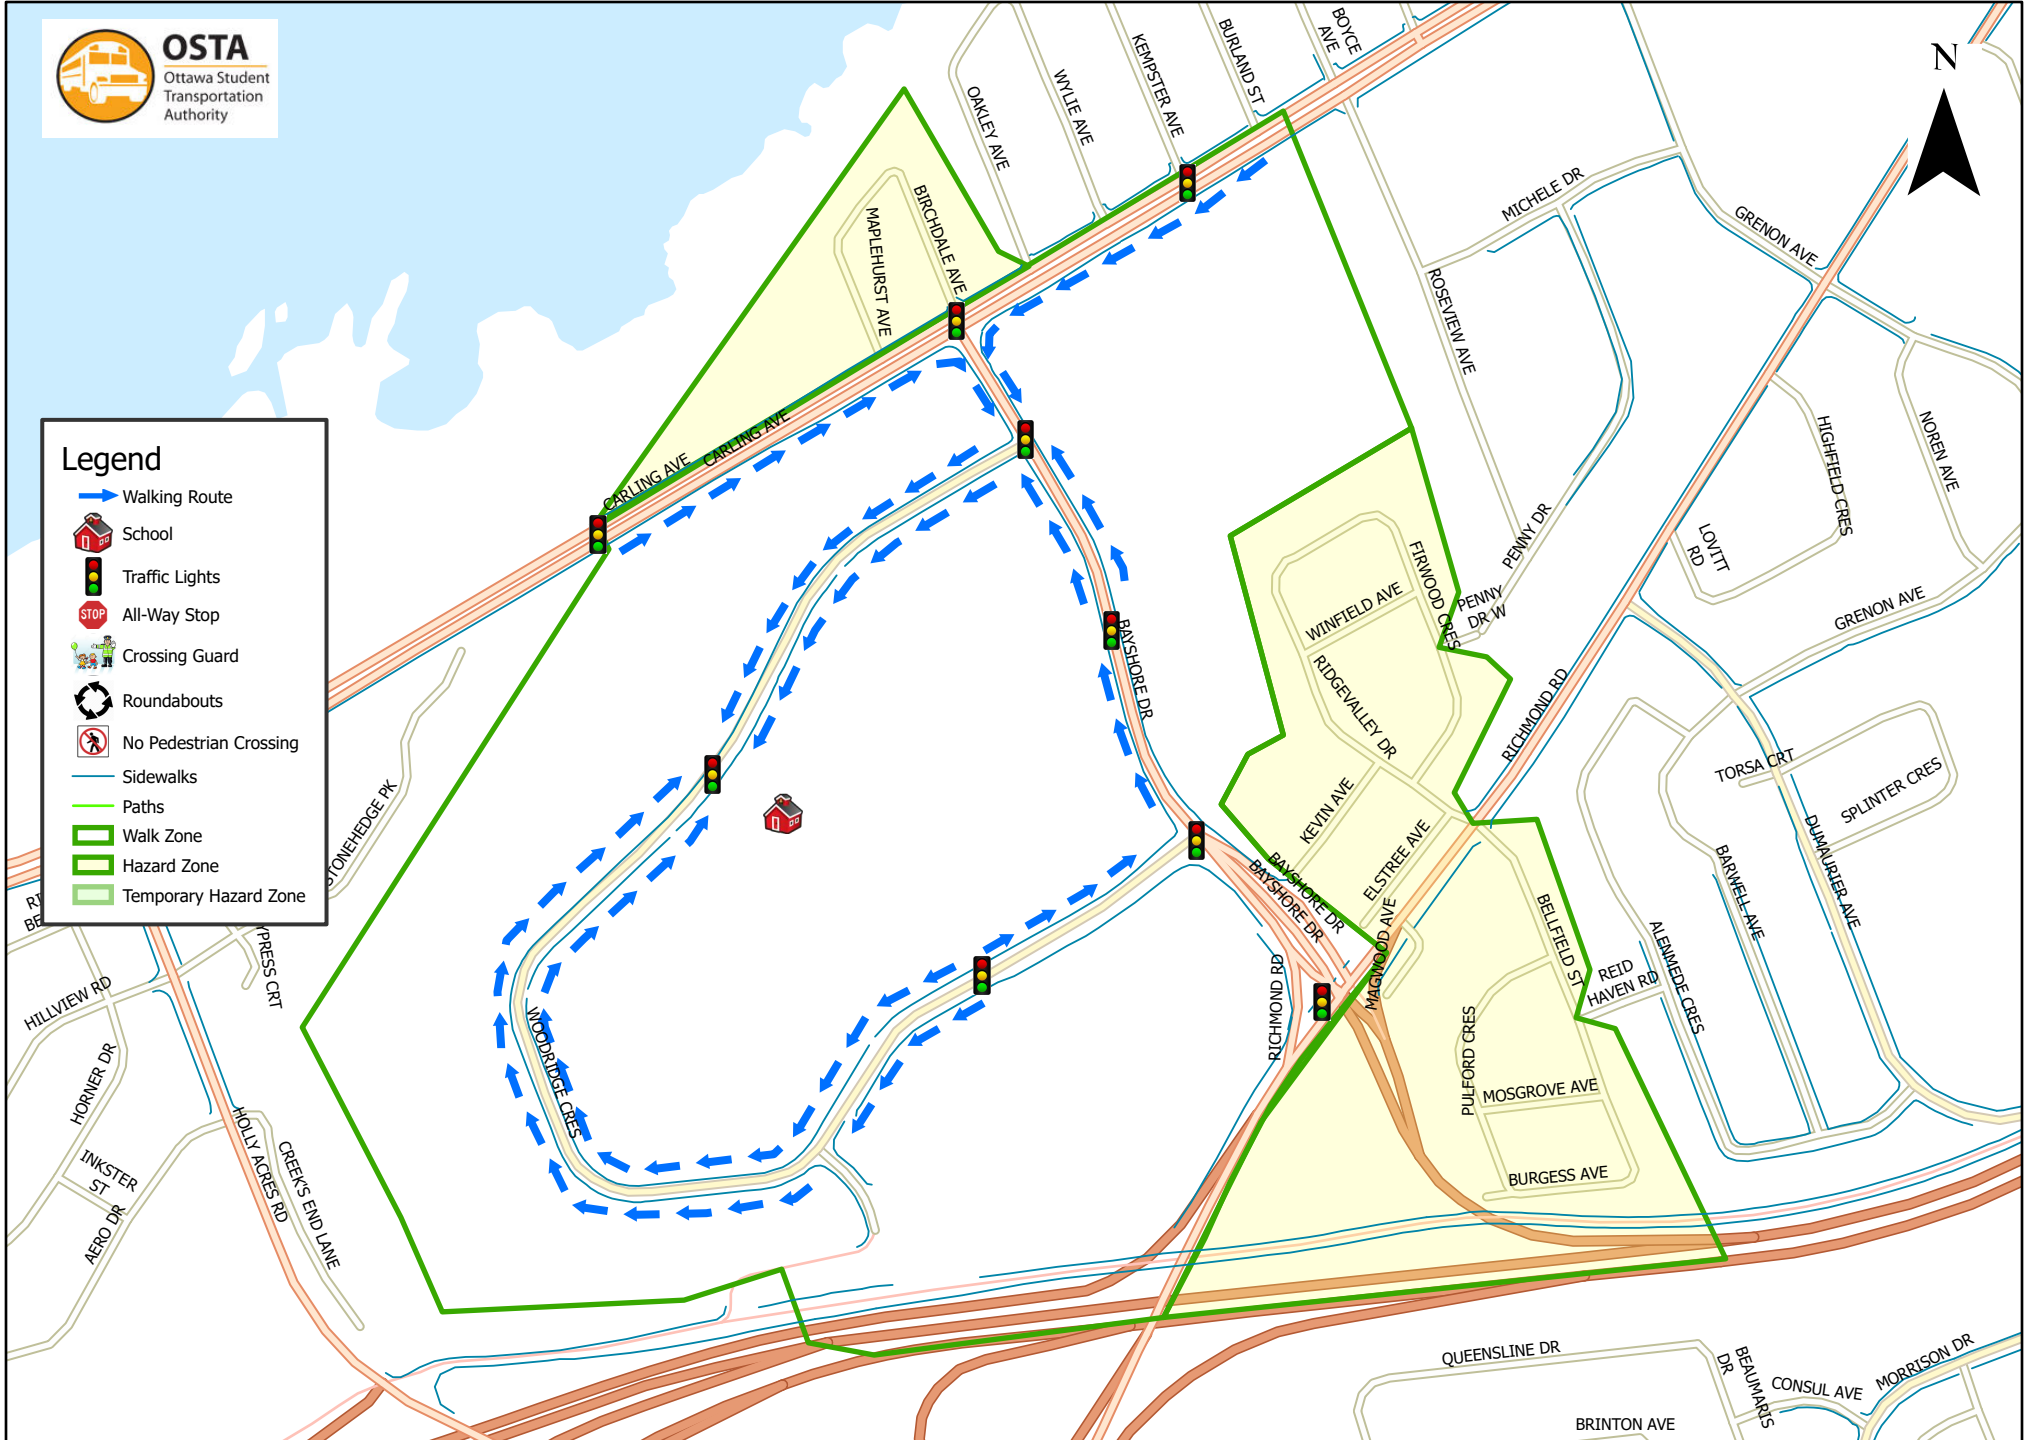 OSTA
Ottawa Student
Transportation
Authority
N
Legend
Walking Route
School
Traffic Lights
STOP
All-Way Stop
Crossing Guard
Roundabouts
No Pedestrian Crossing
Sidewalks
Paths
Walk Zone
Hazard Zone
Temporary Hazard Zone
OAKLEY AVE
WYLIE AVE
KEMPSTER AVE
BURLAND ST
BOYCE
AVE
BIRCHDALE AVE
MAPLEHURST AVE
CARLING AVE
CARLING AVE
MICHELE DR
GRENON AVE
ROSEVIEW AVE
HIGHFIELD CRES
NOREN AVE
LOVITT
RD
PENNY DR
PENNY
DR W
FIRWOOD CRES
WINFIELD AVE
RIDGEVALLEY DR
GRENON AVE
BAYSHORE DR
RICHMOND RD
TORSA CRT
SPLINTER CRES
KEVIN AVE
ELSTREE AVE
DUMAURIER AVE
BARWELL AVE
BAYSHORE DR
BAYSHORE DR
MAGWOOD AVE
BELLFIELD ST
ALENMEDE CRES
REID
HAVEN RD
RICHMOND RD
PULFORD CRES
MOSGROVE AVE
BURGESS AVE
STONEHEDGE PK
YPRESS CRT
HILLVIEW RD
HORNER DR
INKSTER
ST
AERO DR
HOLLY ACRES RD
CREEK'S END LANE
WOODRIDGE CRES
QUEENSLINE DR
BEAUMARIS
DR
CONSUL AVE
MORRISON DR
BRINTON AVE